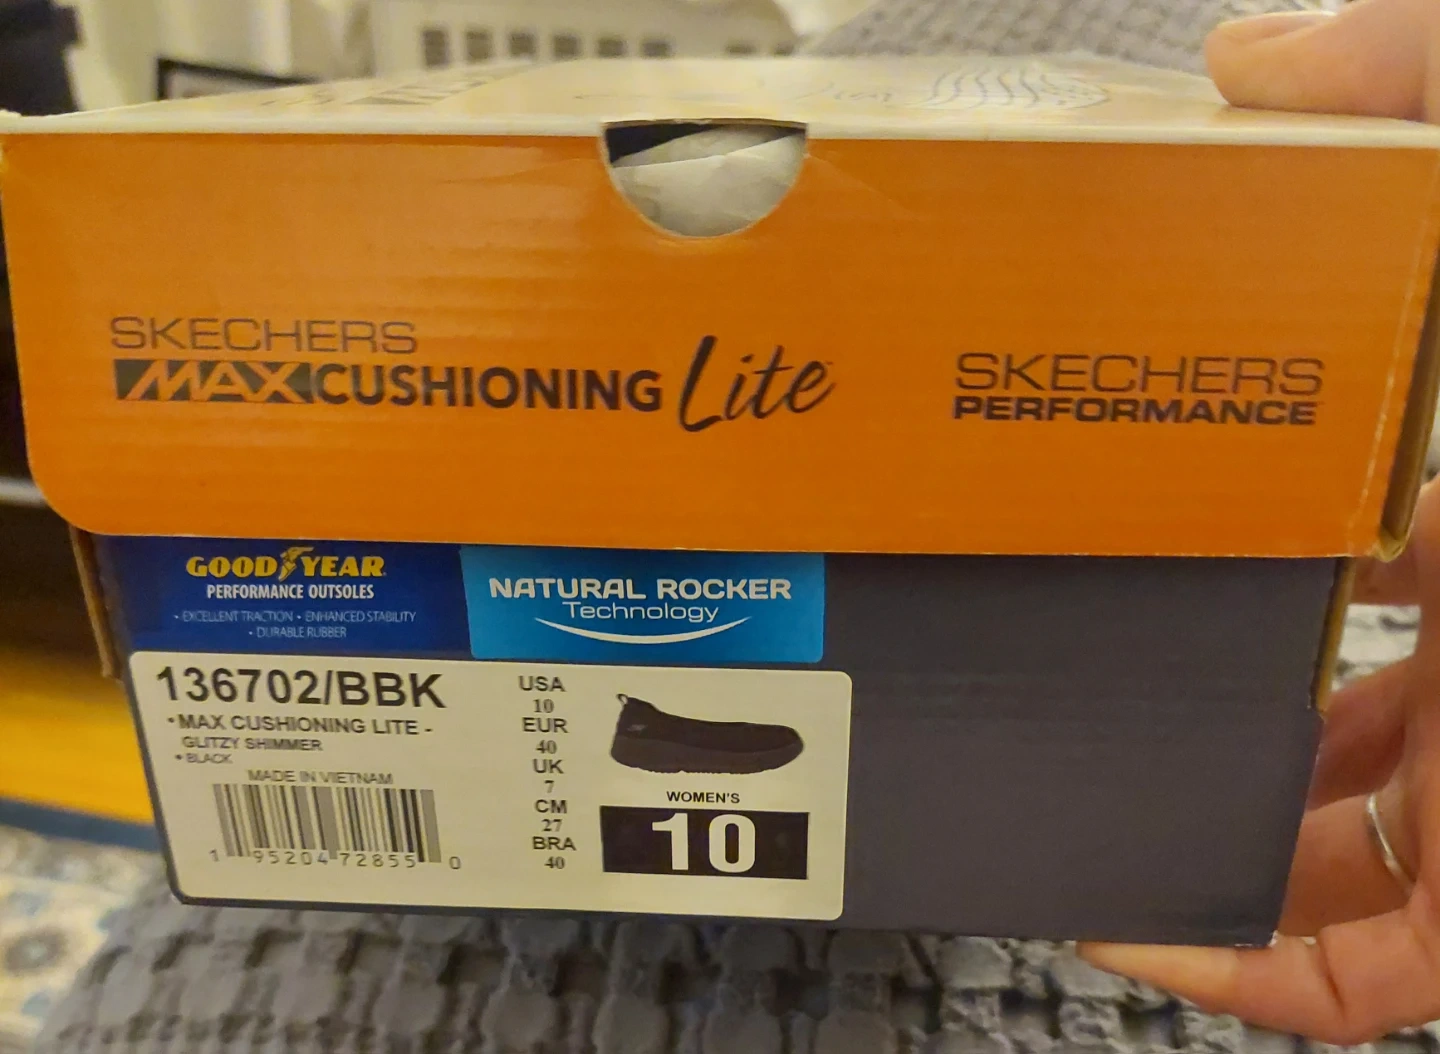 SKECHERS
MAX CUSHIONING Lite™
SKECHERS
PERFORMANCE
GOODYEAR
PERFORMANCE OUTSOLES
• EXCELLENT TRACTION • ENHANCED STABILITY
• DURABLE RUBBER
NATURAL ROCKER
Technology
136702/BBK
•MAX CUSHIONING LITE -
GLITZY SHIMMER
•BLACK
MADE IN VIETNAM
1 95204 72855 0
USA
10
EUR
40
UK
7
CM
27
BRA
40
WOMEN'S
10